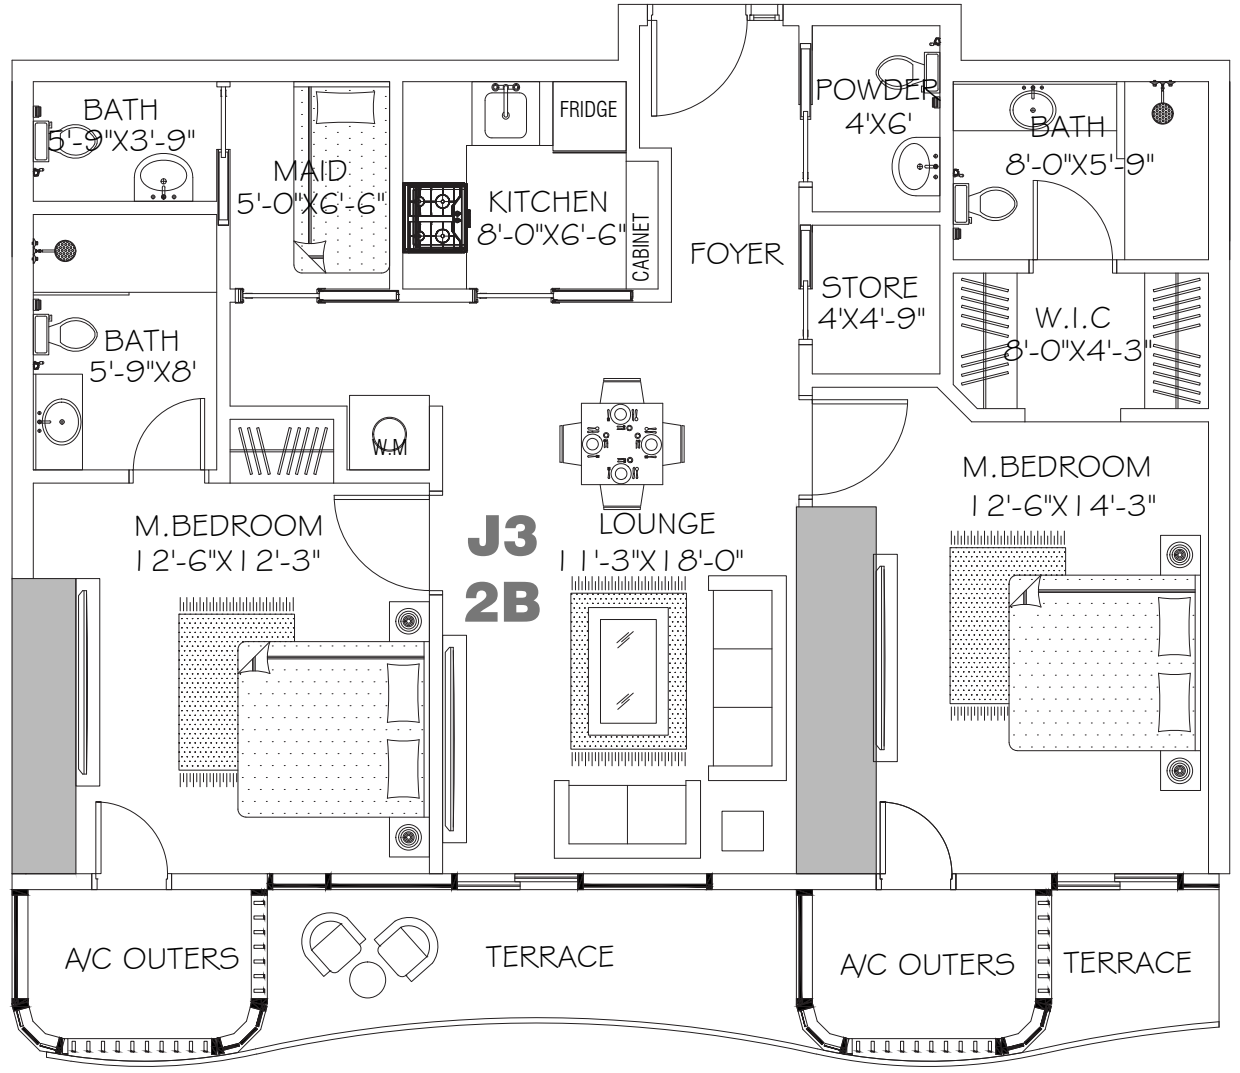 BATH
5'-9"X3'-9"
MAID
5'-0"X6'-6"
FRIDGE
KITCHEN
8'-0"X6'-6"
CABINET
FOYER
POWDER
4'X6'
BATH
8'-0"X5'-9"
STORE
4'X4'-9"
W.I.C
8'-0"X4'-3"
BATH
5'-9"X8'
W.M
M.BEDROOM
12'-6"X12'-3"
J3
2B
LOUNGE
11'-3"X18'-0"
M.BEDROOM
12'-6"X14'-3"
A/C OUTERS
TERRACE
A/C OUTERS
TERRACE